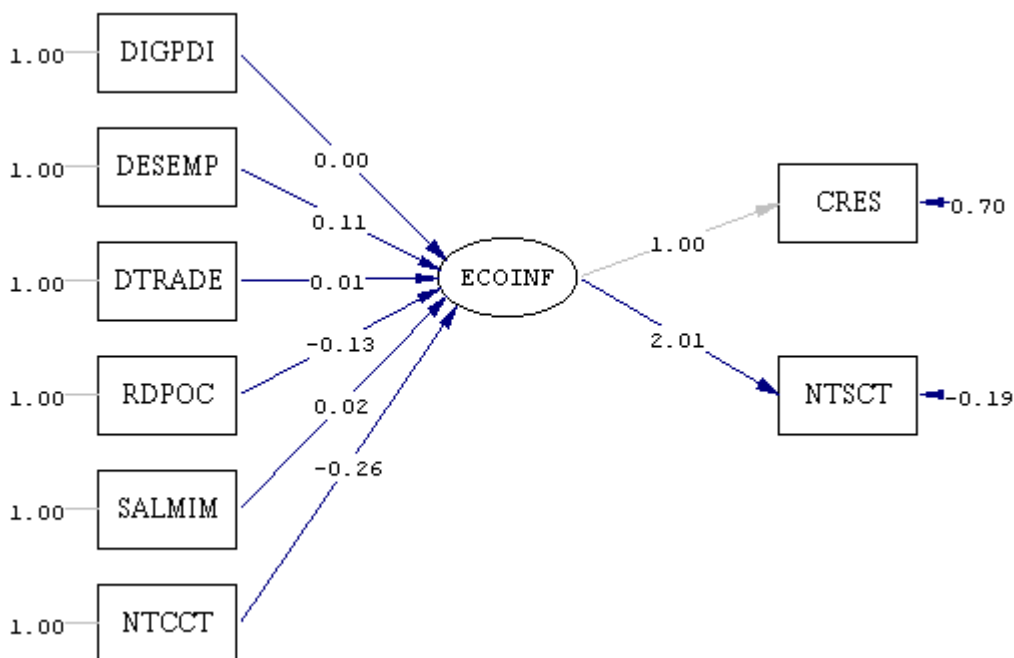 1.00 DIGPDI
0.00
1.00 DESEMP
0.11
1.00 DTRADE
0.01
1.00 RDPOC
-0.13
1.00 SALMIM
0.02
1.00 NTCCT
-0.26
ECOINF
1.00
CRES 0.70
2.01
NTSCT -0.19